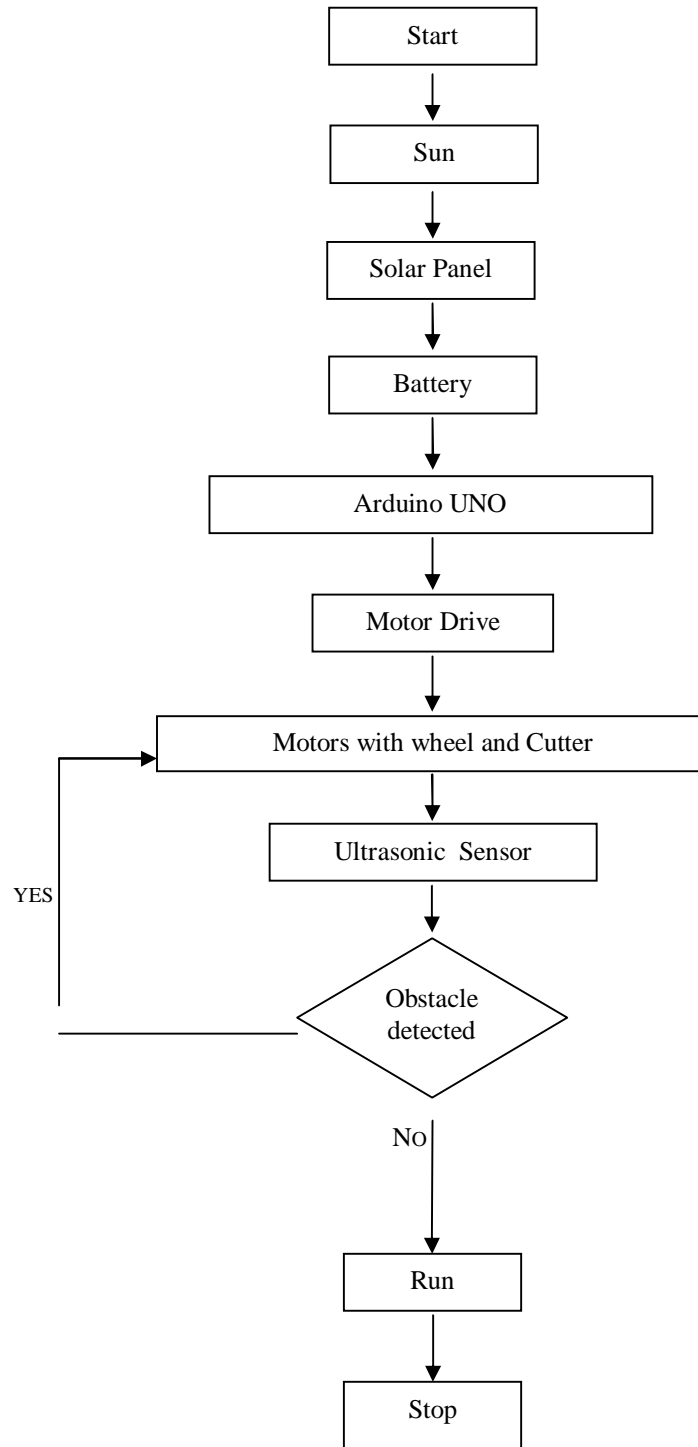 Start
Sun
Solar Panel
Battery
Arduino UNO
Motor Drive
Motors with wheel and Cutter
Ultrasonic  Sensor
YES
Obstacle
detected
NO
Run
Stop